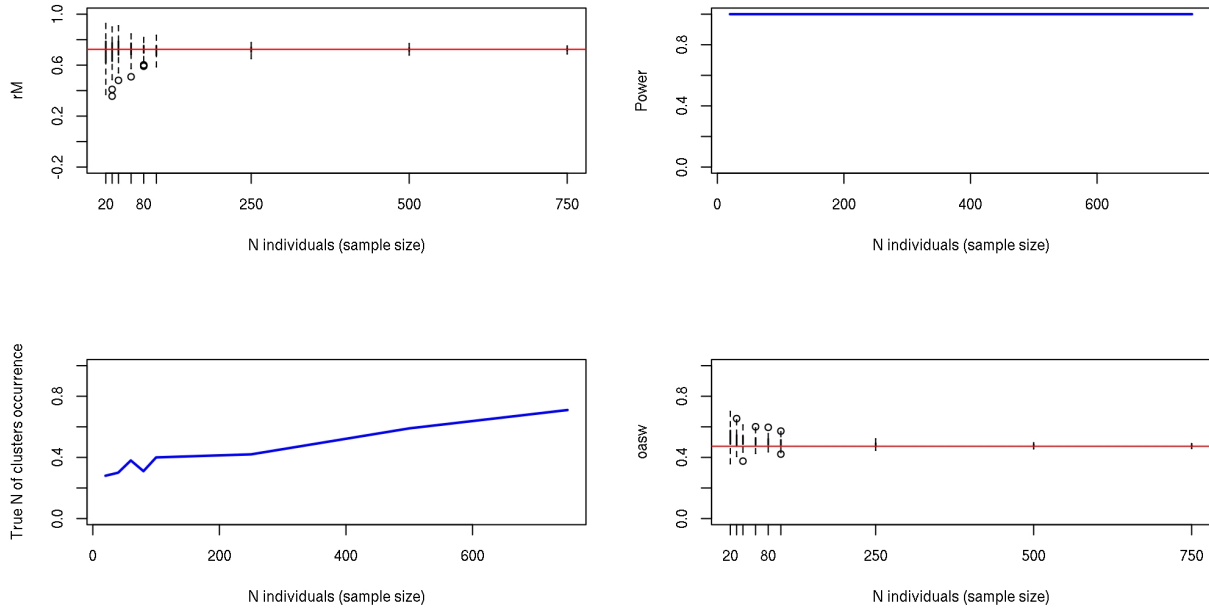 rM
1.0
0.6
0.2
-0.2
20 80 250 500 750
N individuals (sample size)
Power
0.8
0.4
0.0
0 200 400 600
N individuals (sample size)
True N of clusters occurrence
0.8
0.4
0.0
0 200 400 600
N individuals (sample size)
oasw
0.8
0.4
0.0
20 80 250 500 750
N individuals (sample size)